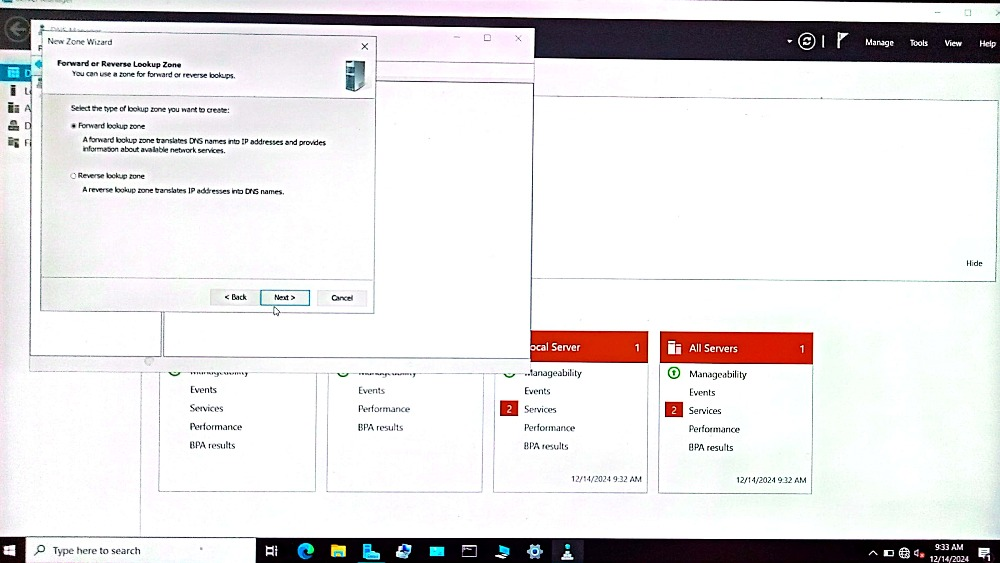 New Zone Wizard
Forward or Reverse Lookup Zone
You can use a zone for forward or reverse lookups.
Select the type of lookup zone you want to create:
Forward lookup zone
A forward lookup zone translates DNS names into IP addresses and provides
information about available network services.
Reverse lookup zone
A reverse lookup zone translates IP addresses into DNS names.
< Back
Next >
Cancel
Manage
Tools
View
Help
Hide
Manageability
Events
Services
Performance
BPA results
Manageability
Events
Performance
BPA results
ocal Server
1
Manageability
Events
2
Services
Performance
BPA results
12/14/2024 9:32 AM
All Servers
1
Manageability
Events
2
Services
Performance
BPA results
12/14/2024 9:32 AM
Type here to search
9:33 AM
12/14/2024